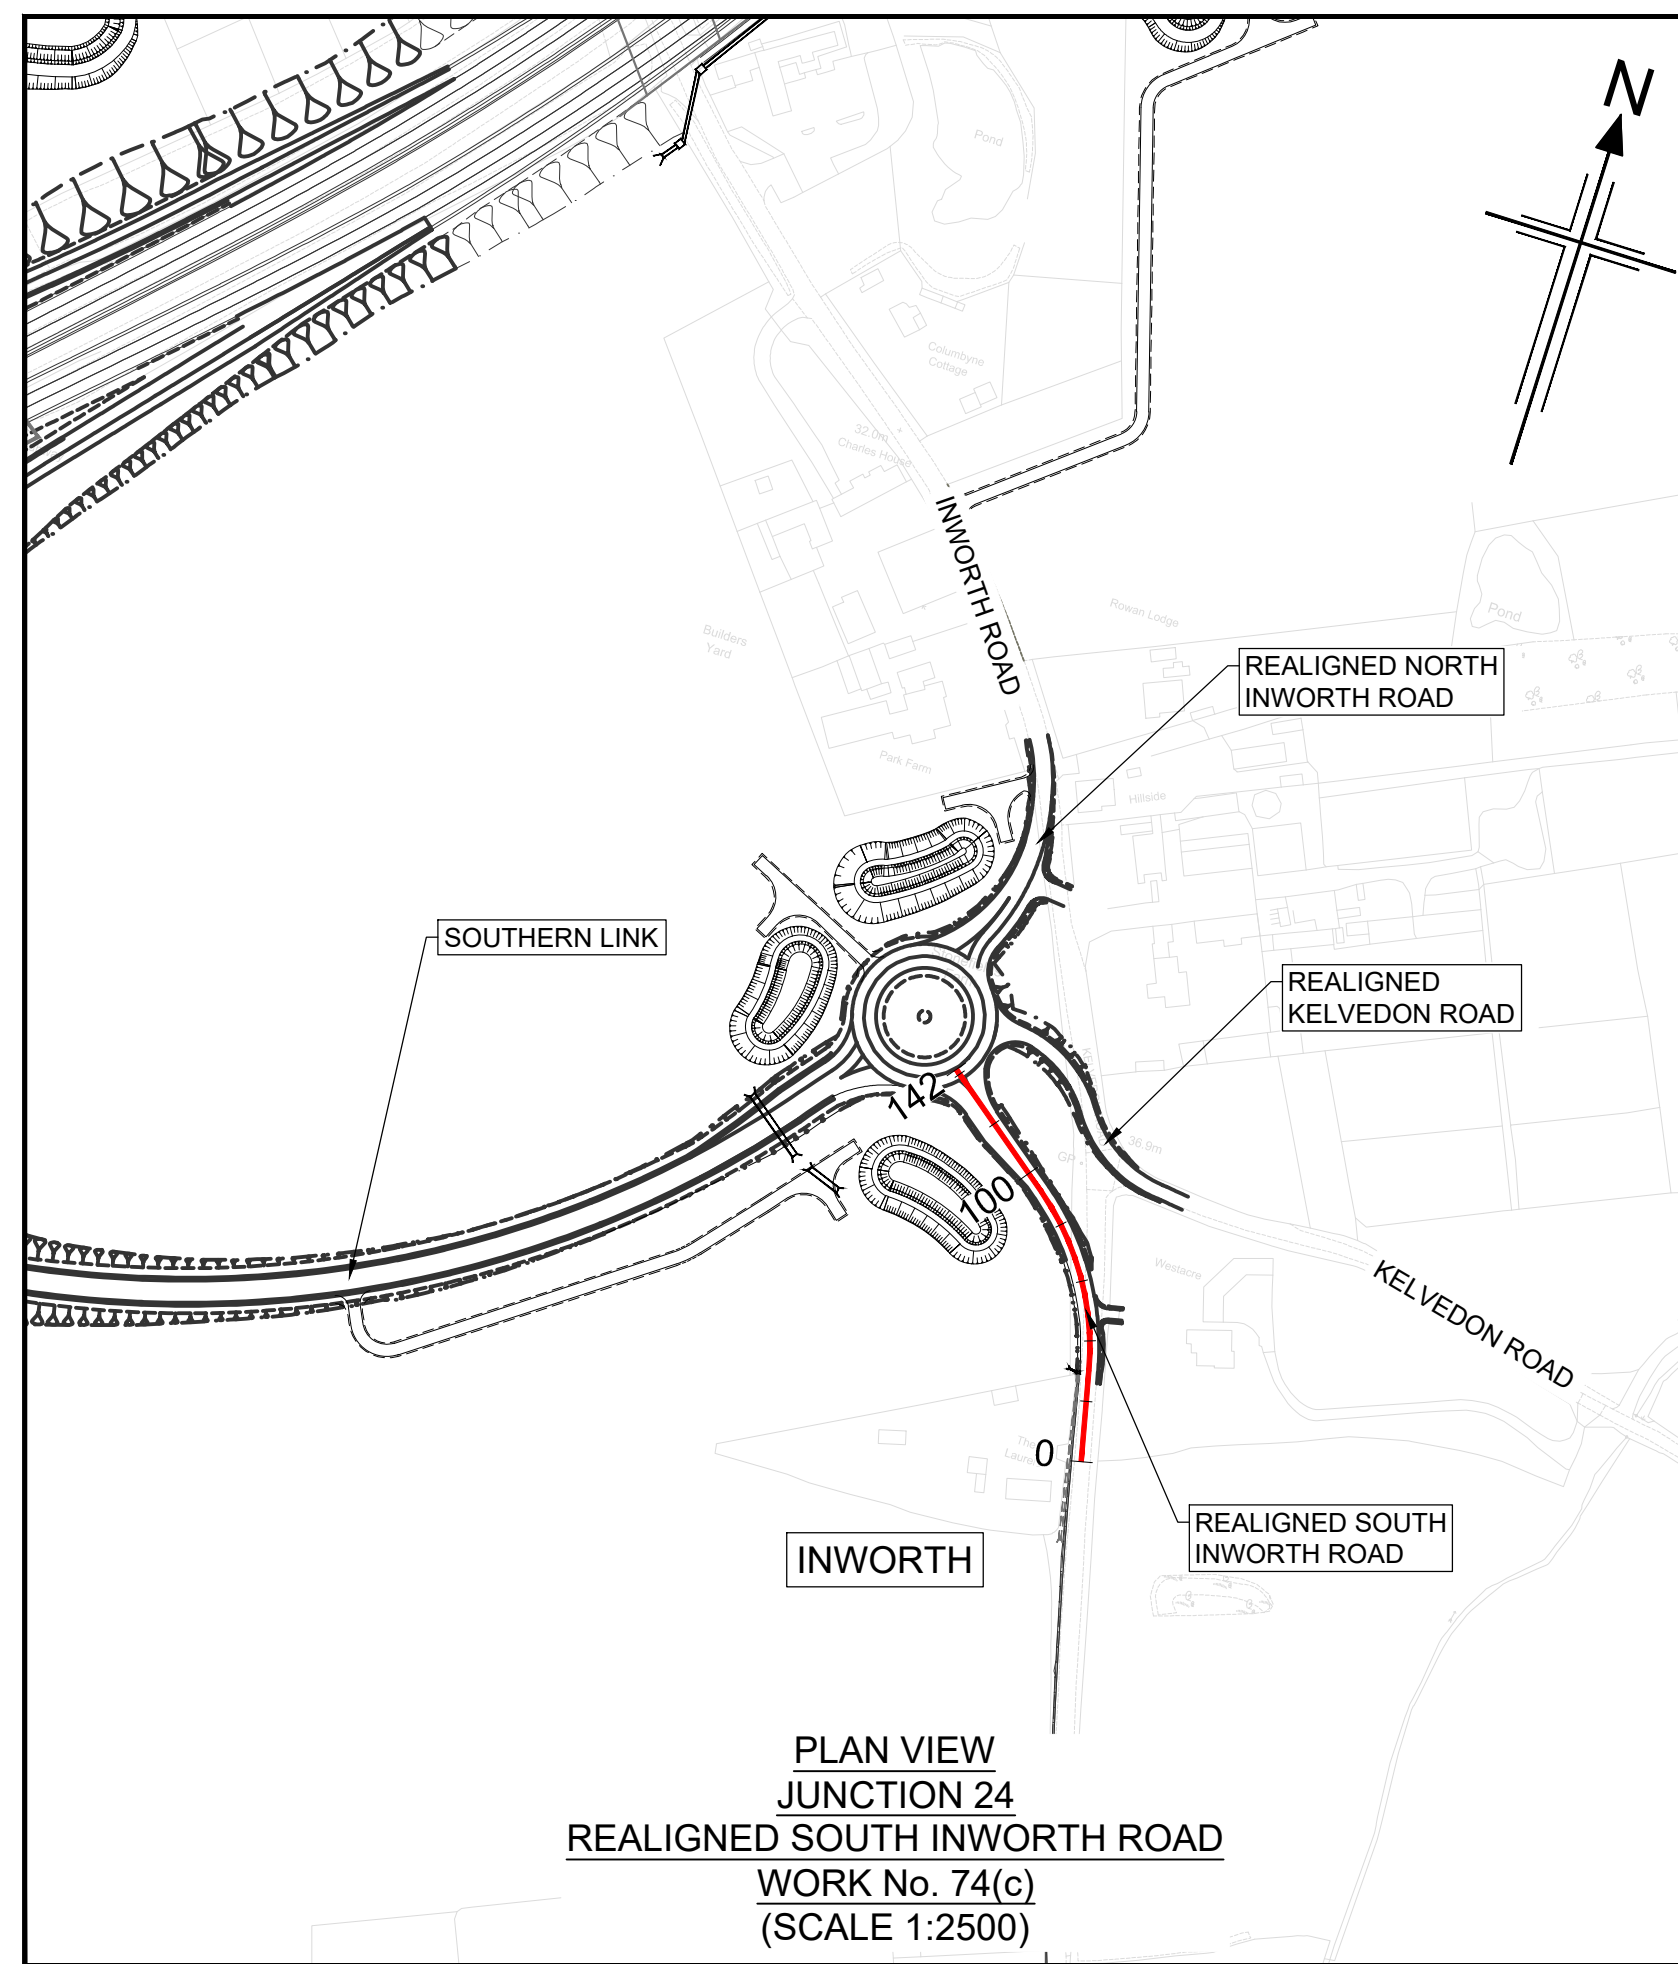 N
Pond
Columbyne
Cottage
32.0m
Charles House
INWORTH ROAD
Rowan Lodge
Pond
Builders
Yard
REALIGNED NORTH
INWORTH ROAD
Park Farm
Hillside
SOUTHERN LINK
REALIGNED
KELVEDON ROAD
142
36.9m
GP
100
Westacre
KELVEDON ROAD
The
0
REALIGNED SOUTH
INWORTH ROAD
INWORTH
PLAN VIEW
JUNCTION 24
REALIGNED SOUTH INWORTH ROAD
WORK No. 74(c)
(SCALE 1:2500)